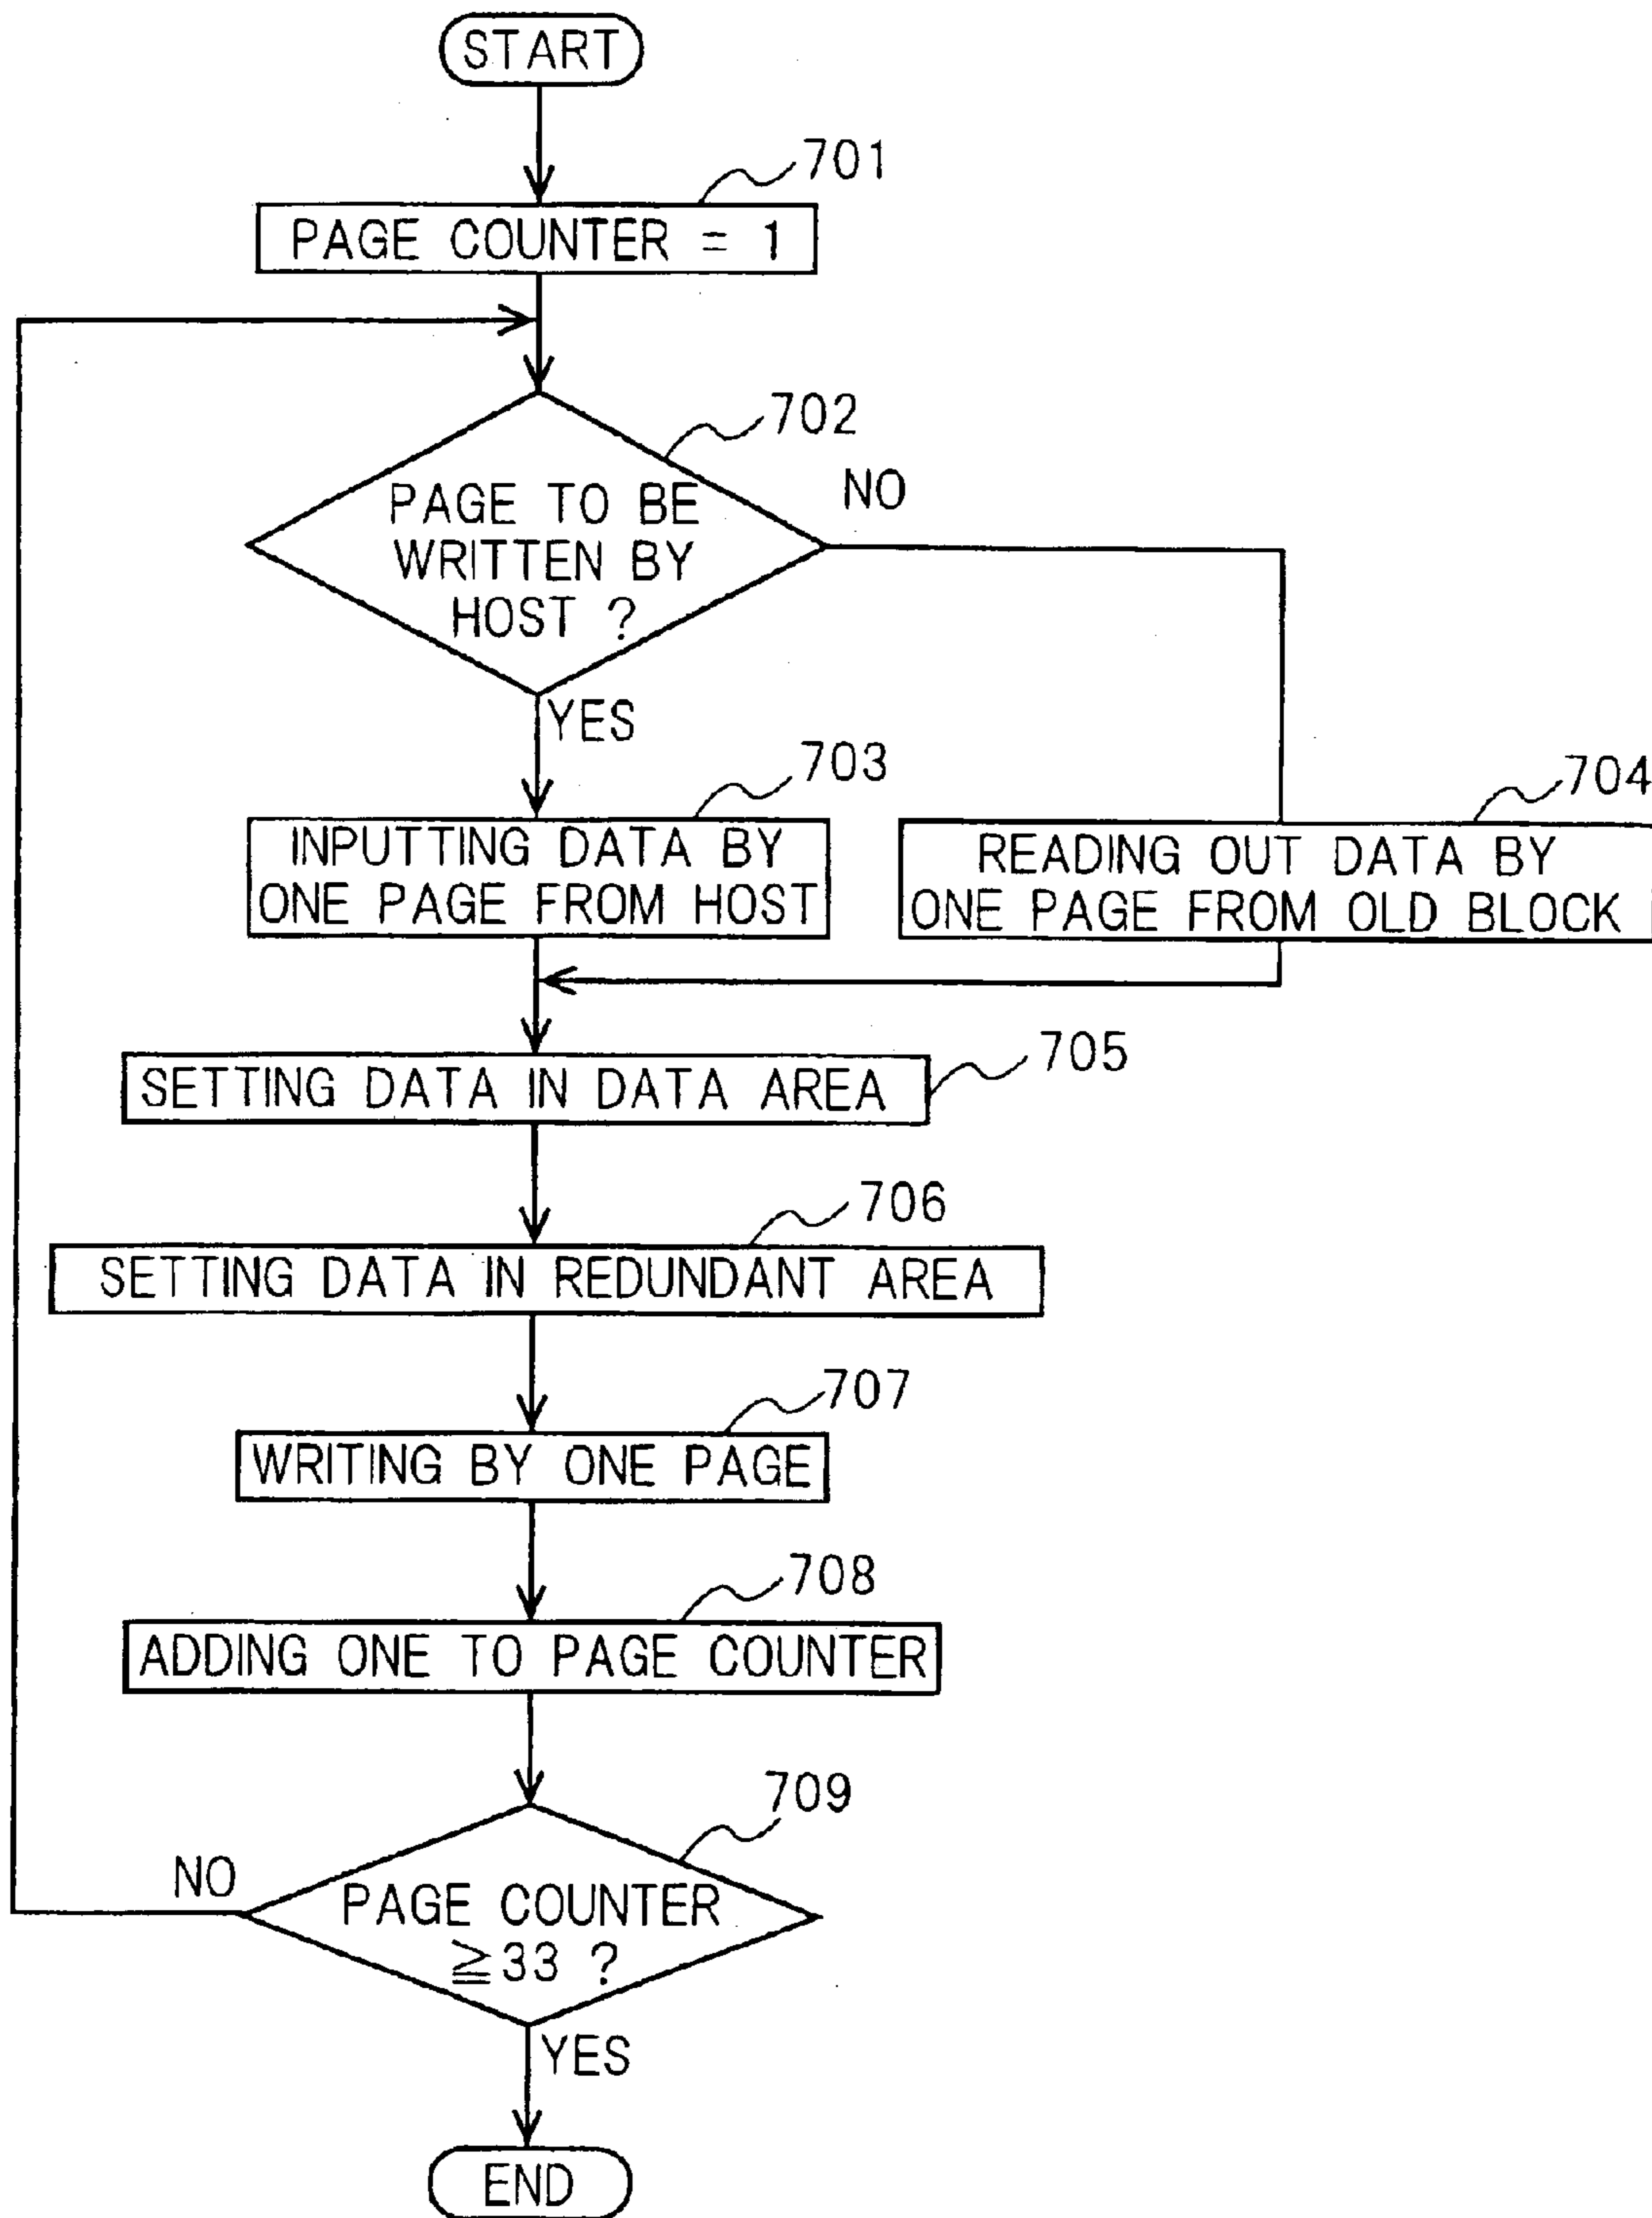 START
701
PAGE COUNTER = 1
702
PAGE TO BE
WRITTEN BY
HOST ?
NO
YES
703
INPUTTING DATA BY
ONE PAGE FROM HOST
704
READING OUT DATA BY
ONE PAGE FROM OLD BLOCK
705
SETTING DATA IN DATA AREA
706
SETTING DATA IN REDUNDANT AREA
707
WRITING BY ONE PAGE
708
ADDING ONE TO PAGE COUNTER
709
NO
PAGE COUNTER
≧33 ?
YES
END